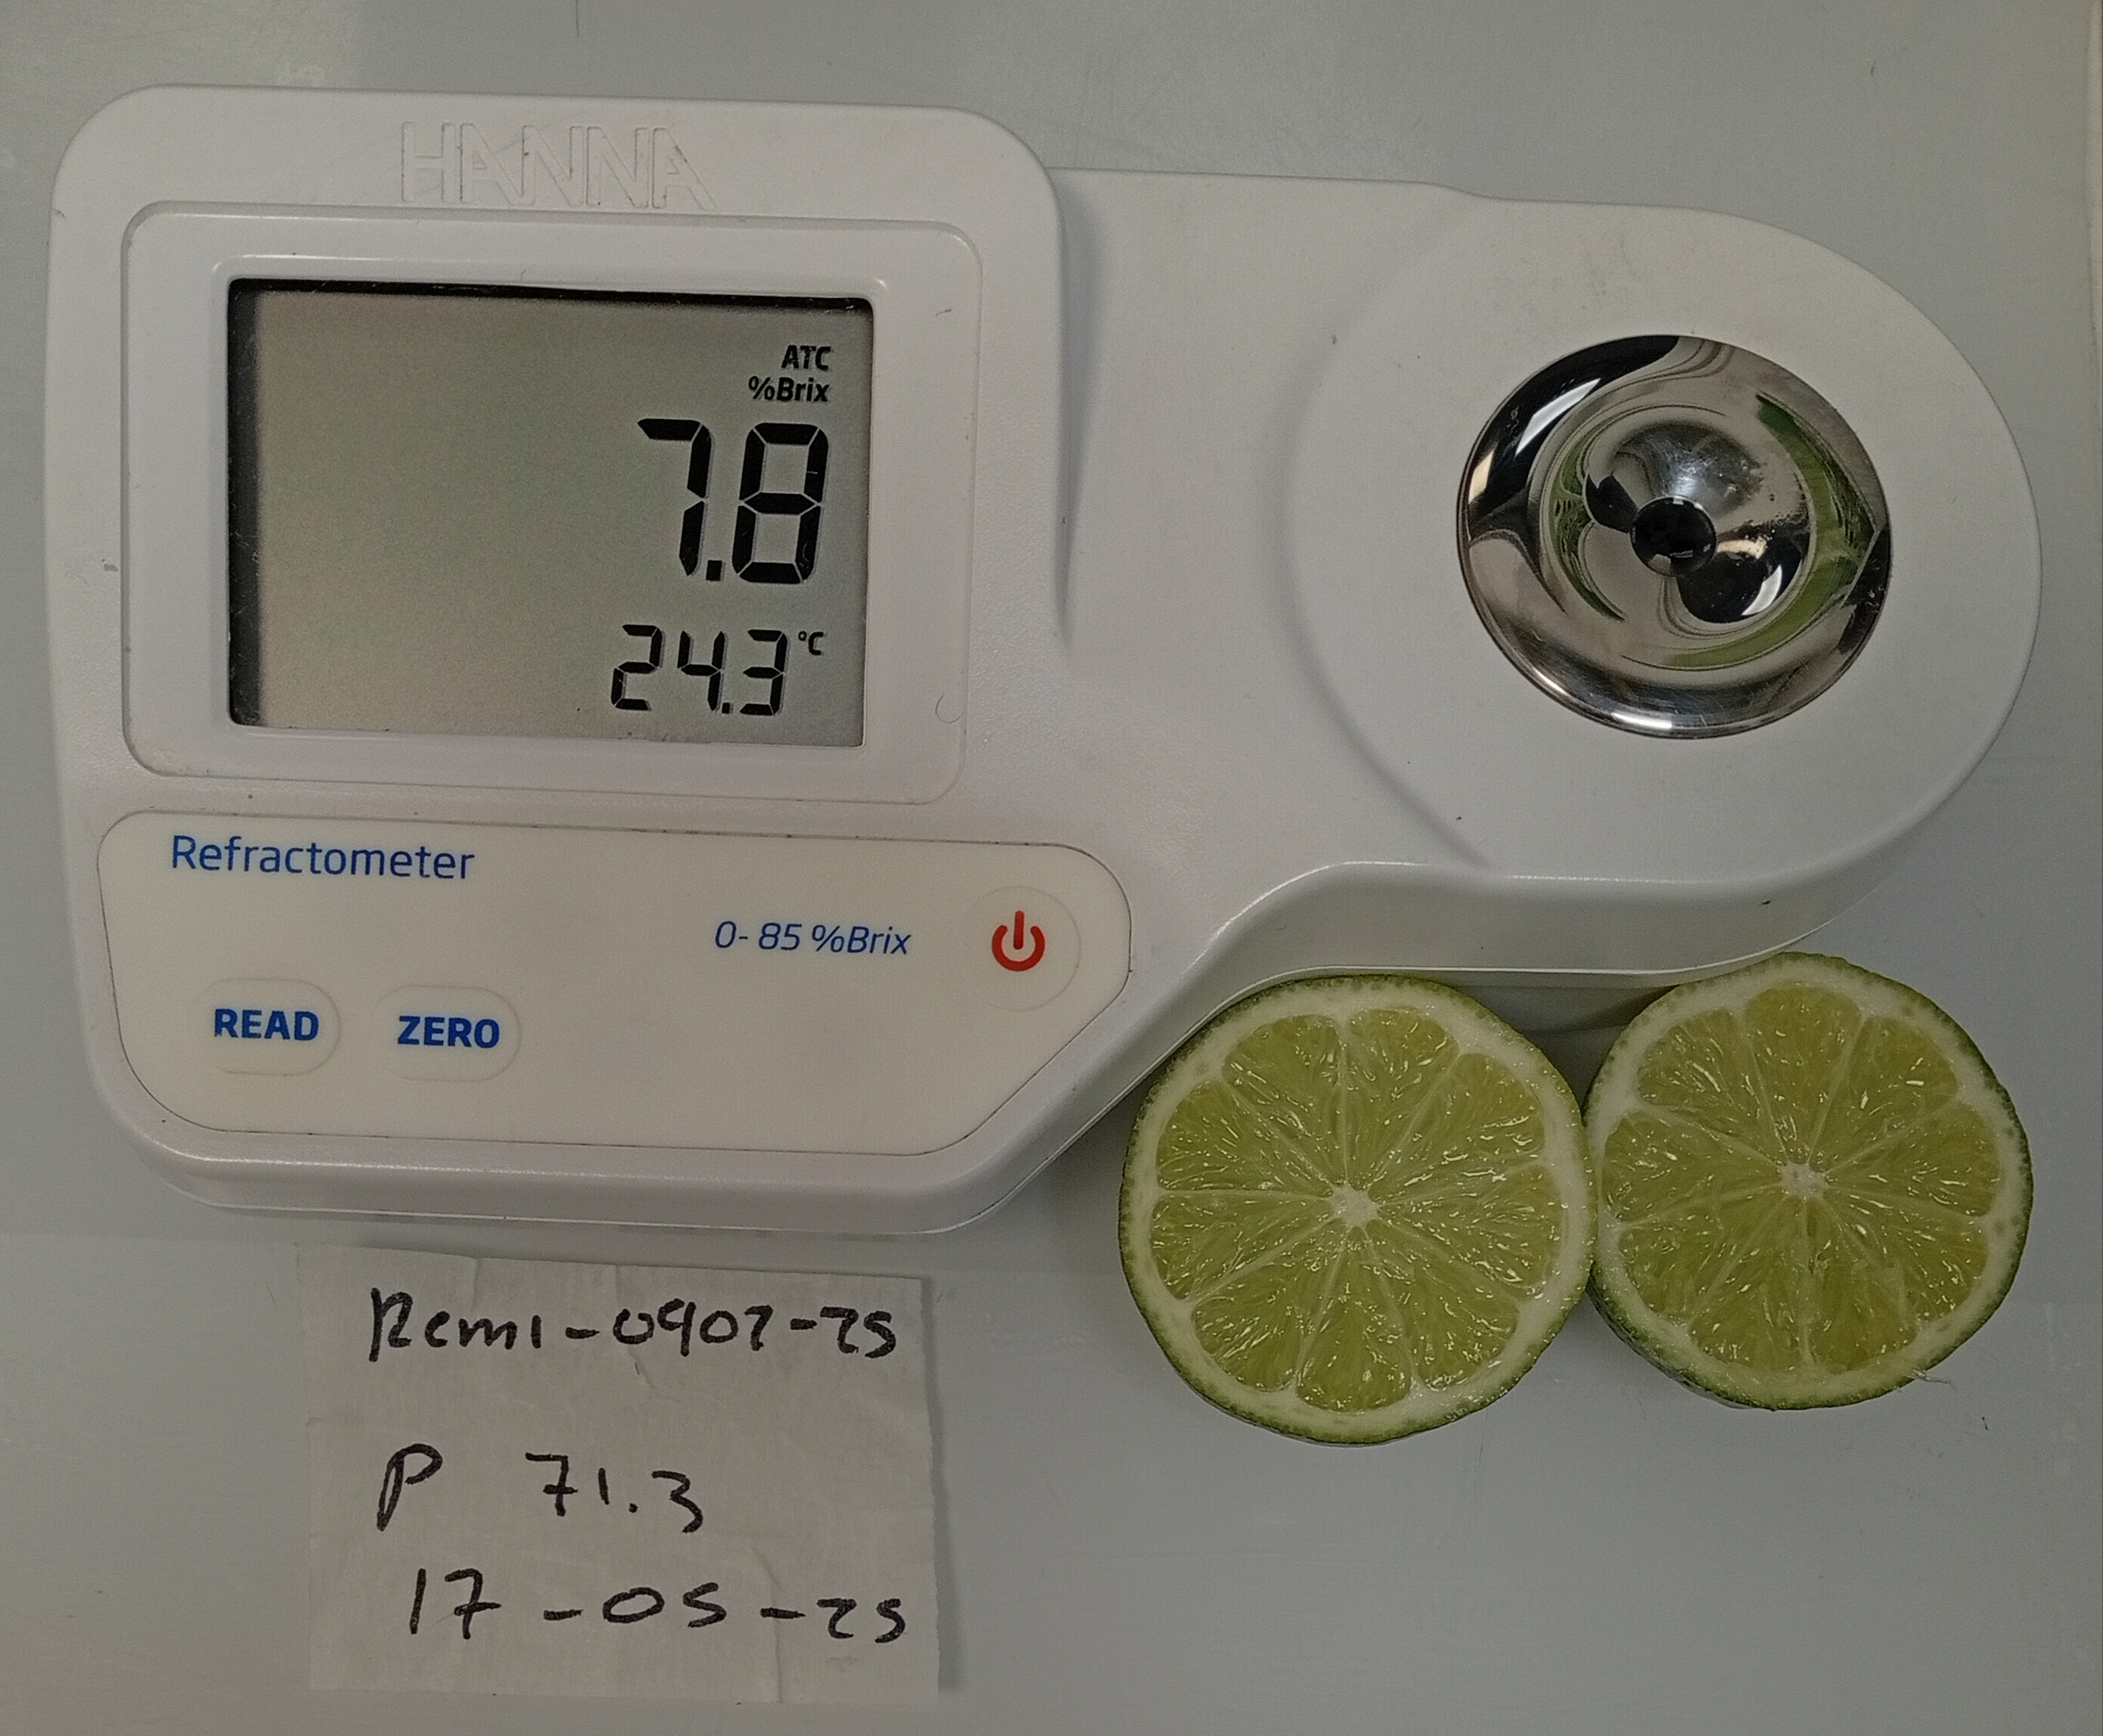 HANNA
ATC
%Brix
7.8
24.3 °C
Refractometer
0- 85 %Brix
READ ZERO
Remi-0902-25
P 71.3
17-05-25